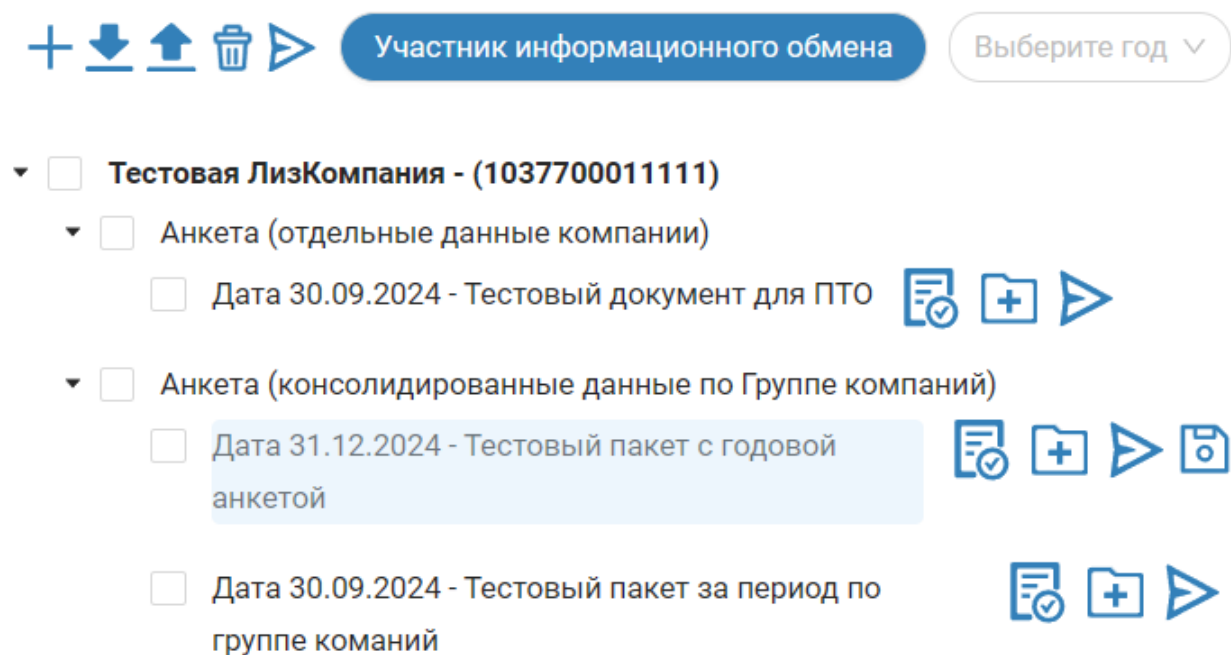 Участник информационного обмена
Выберите год
Тестовая ЛизКомпания - (1037700011111)
Анкета (отдельные данные компании)
Дата 30.09.2024 - Тестовый документ для ПТО
Анкета (консолидированные данные по Группе компаний)
Дата 31.12.2024 - Тестовый пакет с годовой
анкетой
Дата 30.09.2024 - Тестовый пакет за период по
группе команий